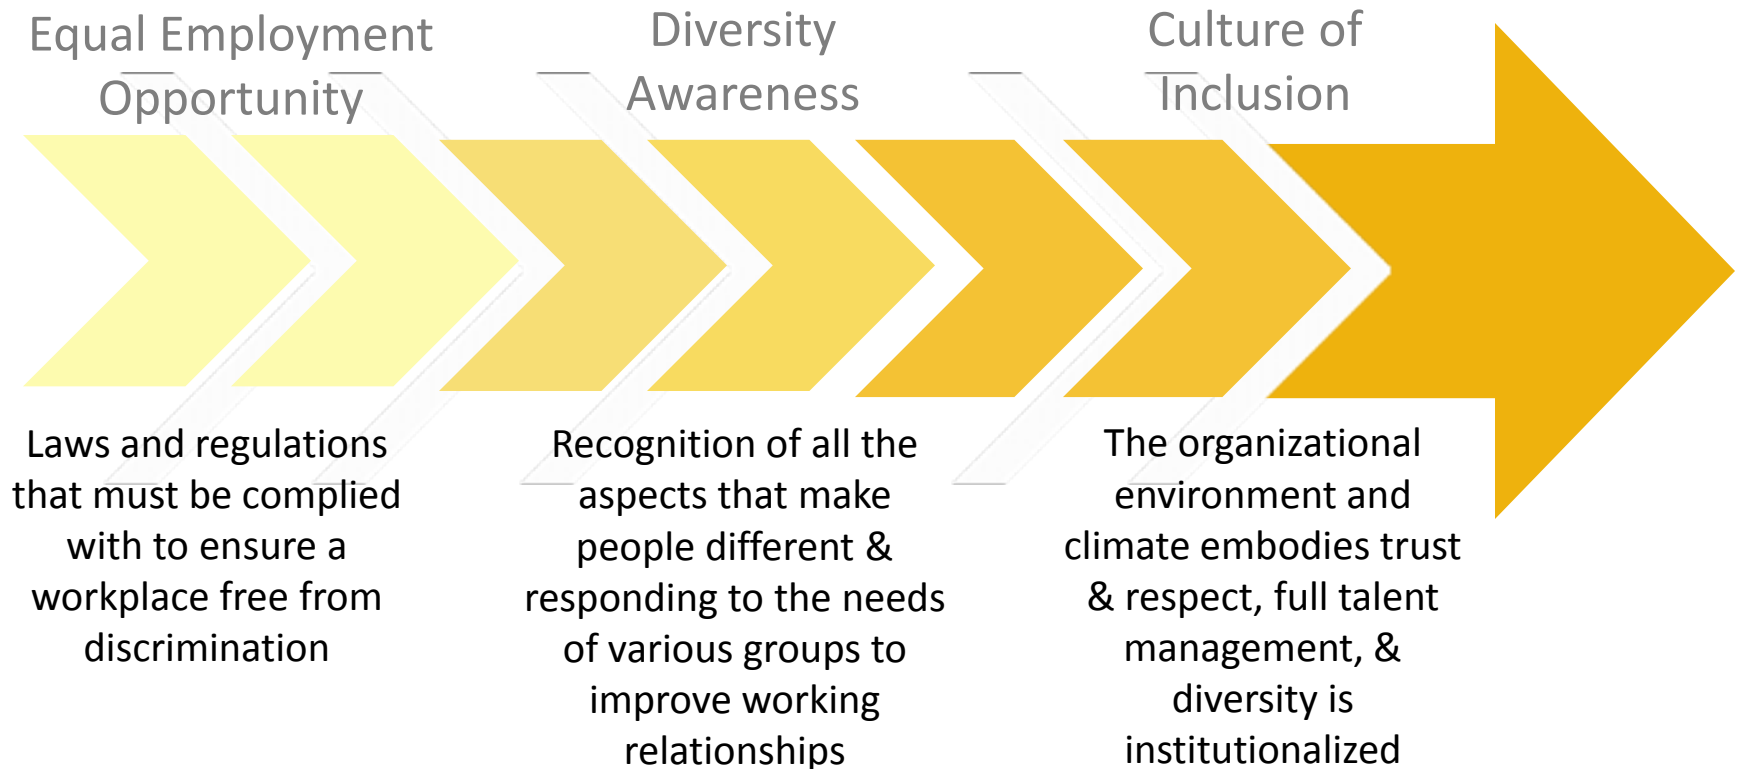 Equal Employment
Opportunity
Diversity
Awareness
Culture of
Inclusion
Laws and regulations
that must be complied
with to ensure a
workplace free from
discrimination
Recognition of all the
aspects that make
people different &
responding to the needs
of various groups to
improve working
relationships
The organizational
environment and
climate embodies trust
& respect, full talent
management, &
diversity is
institutionalized